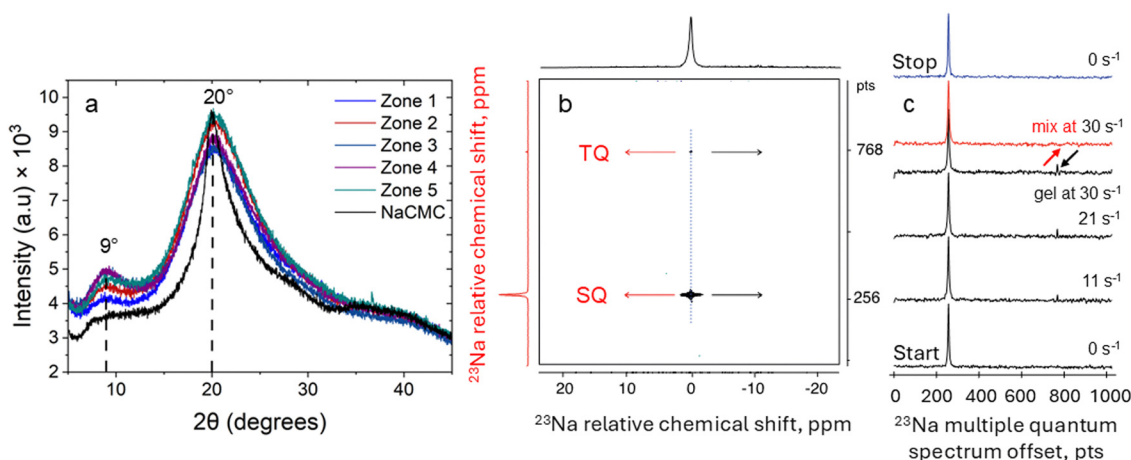 a
20°
9°
Zone 1
Zone 2
Zone 3
Zone 4
Zone 5
NaCMC
10
9
8
7
6
5
4
3
2
Intensity (a.u) × 10³
10
20
30
40
2θ (degrees)
b
pts
TQ
768
SQ
256
²³Na relative chemical shift, ppm
20
10
0
-10
-20
²³Na relative chemical shift, ppm
Stop
0 s⁻¹
c
mix at 30 s⁻¹
gel at 30 s⁻¹
21 s⁻¹
11 s⁻¹
Start
0 s⁻¹
0
200
400
600
800
1000
²³Na multiple quantum
spectrum offset, pts